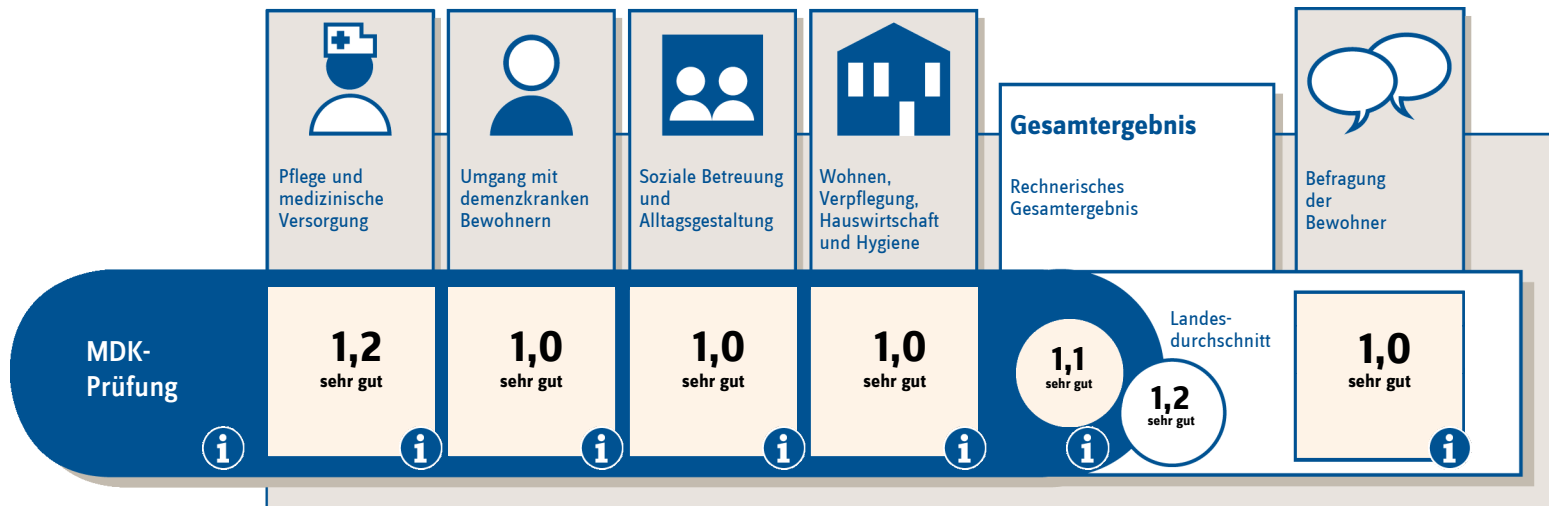 Pflege und
medizinische
Versorgung
Umgang mit
demenzkranken
Bewohnern
Soziale Betreuung
und
Alltagsgestaltung
Wohnen,
Verpflegung,
Hauswirtschaft
und Hygiene
Gesamtergebnis
Rechnerisches
Gesamtergebnis
Befragung
der
Bewohner
MDK-
Prüfung
i
1,2
sehr gut
i
1,0
sehr gut
i
1,0
sehr gut
i
1,0
sehr gut
i
1,1
sehr gut
i
Landes-
durchschnitt
1,2
sehr gut
1,0
sehr gut
i